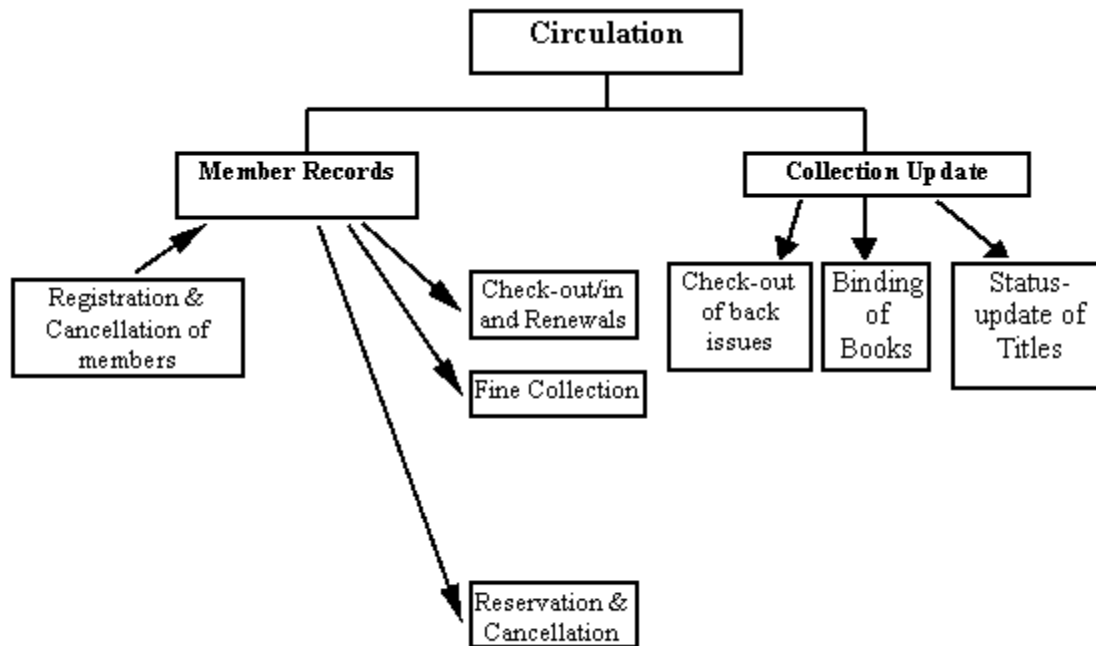 Circulation
Member Records
Collection Update
Registration &
Cancellation of
members
Check-out/in
and Renewals
Fine Collection
Reservation &
Cancellation
Check-out
of back
issues
Binding
of
Books
Status-
update of
Titles